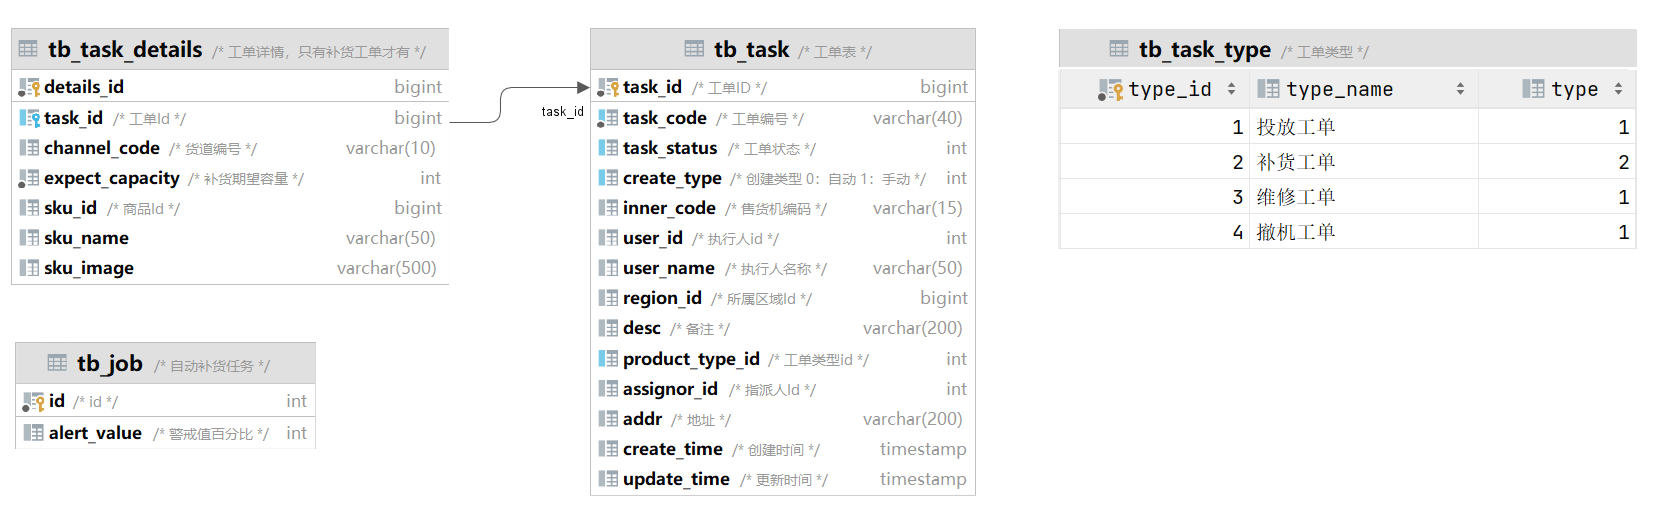 tb_task_details /* 工单详情，只有补货工单才有 */
details_id bigint
task_id /* 工单Id */ bigint
channel_code /* 货道编号 */ varchar(10)
expect_capacity /* 补货期望容量 */ int
sku_id /* 商品Id */ bigint
sku_name varchar(50)
sku_image varchar(500)
task_id
tb_job /* 自动补货任务 */
id /* id */ int
alert_value /* 警戒值百分比 */ int
tb_task /* 工单表 */
task_id /* 工单ID */ bigint
task_code /* 工单编号 */ varchar(40)
task_status /* 工单状态 */ int
create_type /* 创建类型 0：自动 1：手动 */ int
inner_code /* 售货机编码 */ varchar(15)
user_id /* 执行人id */ int
user_name /* 执行人名称 */ varchar(50)
region_id /* 所属区域Id */ bigint
desc /* 备注 */ varchar(200)
product_type_id /* 工单类型id */ int
assignor_id /* 指派人Id */ int
addr /* 地址 */ varchar(200)
create_time /* 创建时间 */ timestamp
update_time /* 更新时间 */ timestamp
tb_task_type /* 工单类型 */
type_id type_name type
1 投放工单 1
2 补货工单 2
3 维修工单 1
4 撤机工单 1